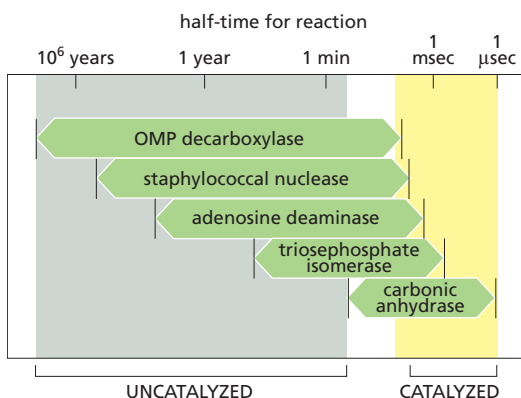 half-time for reaction
10⁶ years 1 year 1 min 1 msec 1 µsec
OMP decarboxylase
staphylococcal nuclease
adenosine deaminase
triosephosphate
isomerase
carbonic
anhydrase
UNCATALYZED CATALYZED